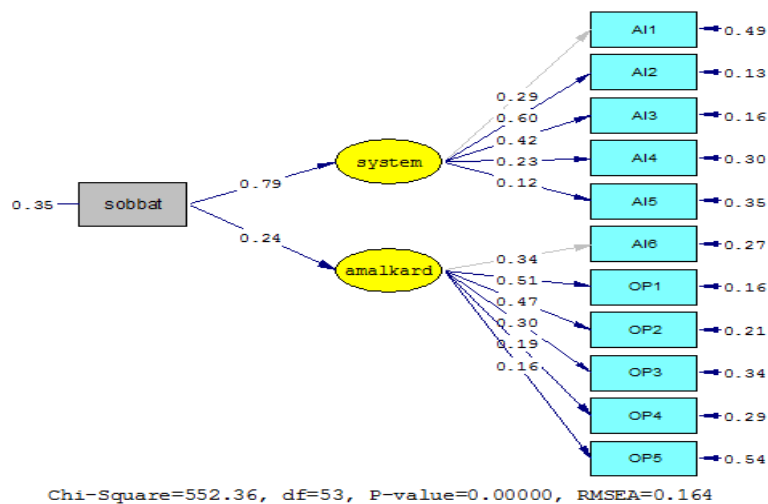 AI1
0.49
AI2
0.13
0.29
0.60
AI3
0.16
0.42
system
AI4
0.30
0.23
0.79
0.12
AI5
0.35
0.35
sobbat
AI6
0.27
0.24
0.34
amalkard
0.51
OP1
0.16
0.47
OP2
0.21
0.30
0.19
OP3
0.34
0.16
OP4
0.29
OP5
0.54
Chi-Square=552.36, df=53, P-value=0.00000, RMSEA=0.164